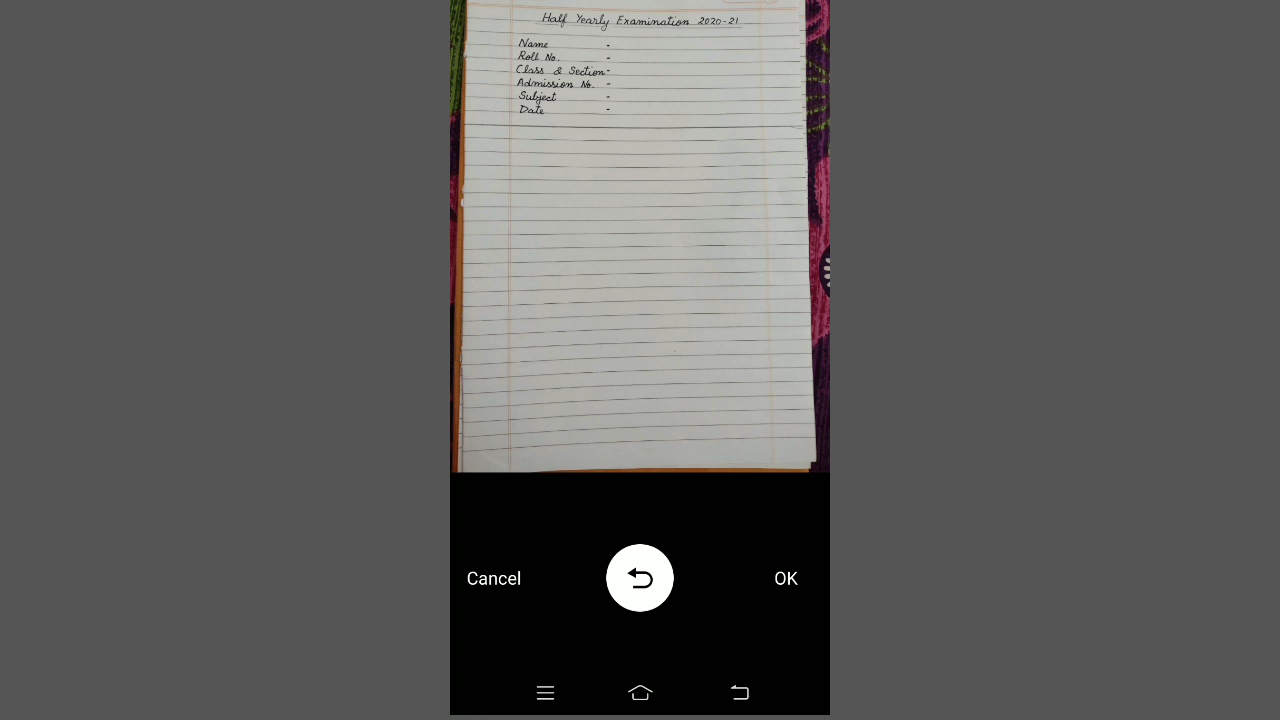 Half Yearly Examination 2020-21
Name -
Roll No. -
Class & Section-
Admission No. -
Subject -
Date -
Cancel
OK